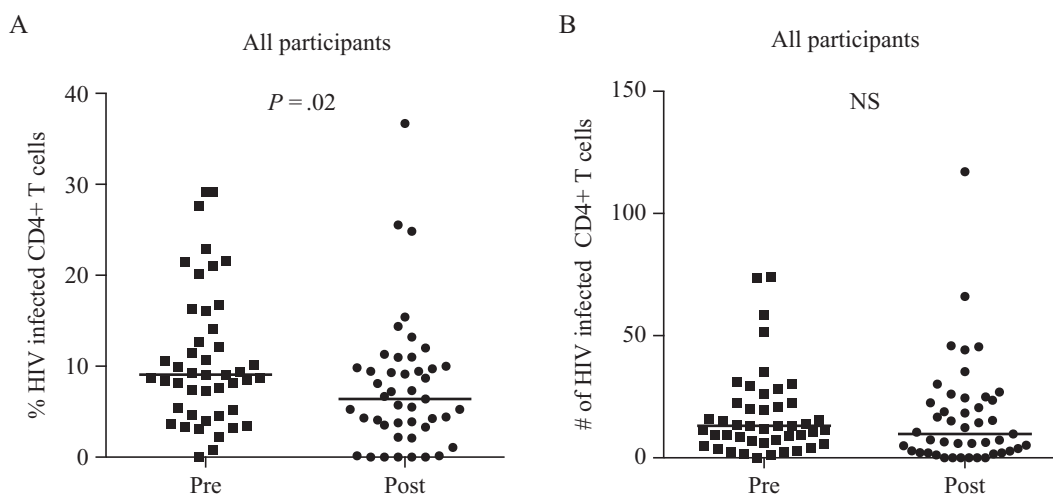 A
All participants
P = .02
% HIV infected CD4+ T cells
40
30
20
10
0
Pre
Post
B
All participants
NS
# of HIV infected CD4+ T cells
150
100
50
0
Pre
Post